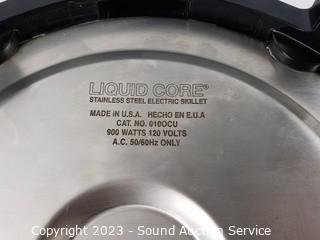 LIQUID CORE®
STAINLESS STEEL ELECTRIC SKILLET
MADE IN U.S.A. HECHO EN E.U.A
CAT. NO. 010OCU
900 WATTS 120 VOLTS
A.C. 50/60Hz ONLY
Copyright 2023 - Sound Auction Service